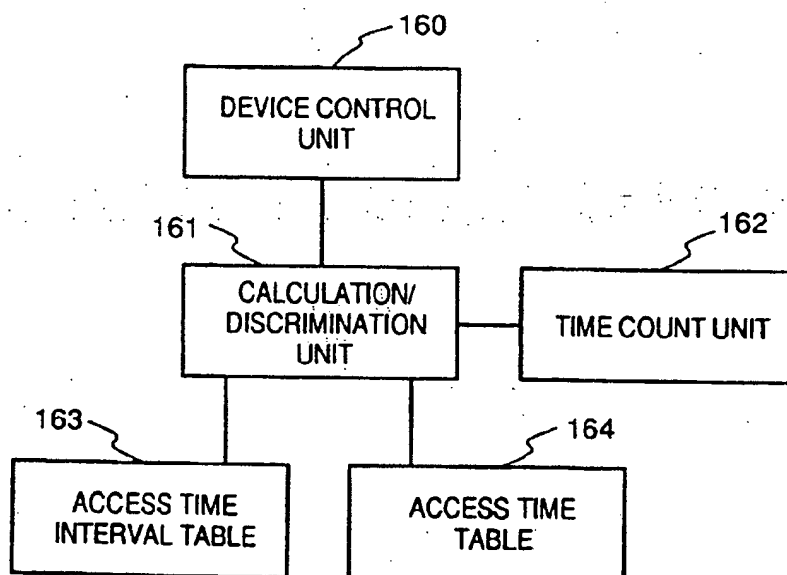 160
DEVICE CONTROL
UNIT
161
162
CALCULATION/
DISCRIMINATION
UNIT
TIME COUNT UNIT
163
164
ACCESS TIME
INTERVAL TABLE
ACCESS TIME
TABLE